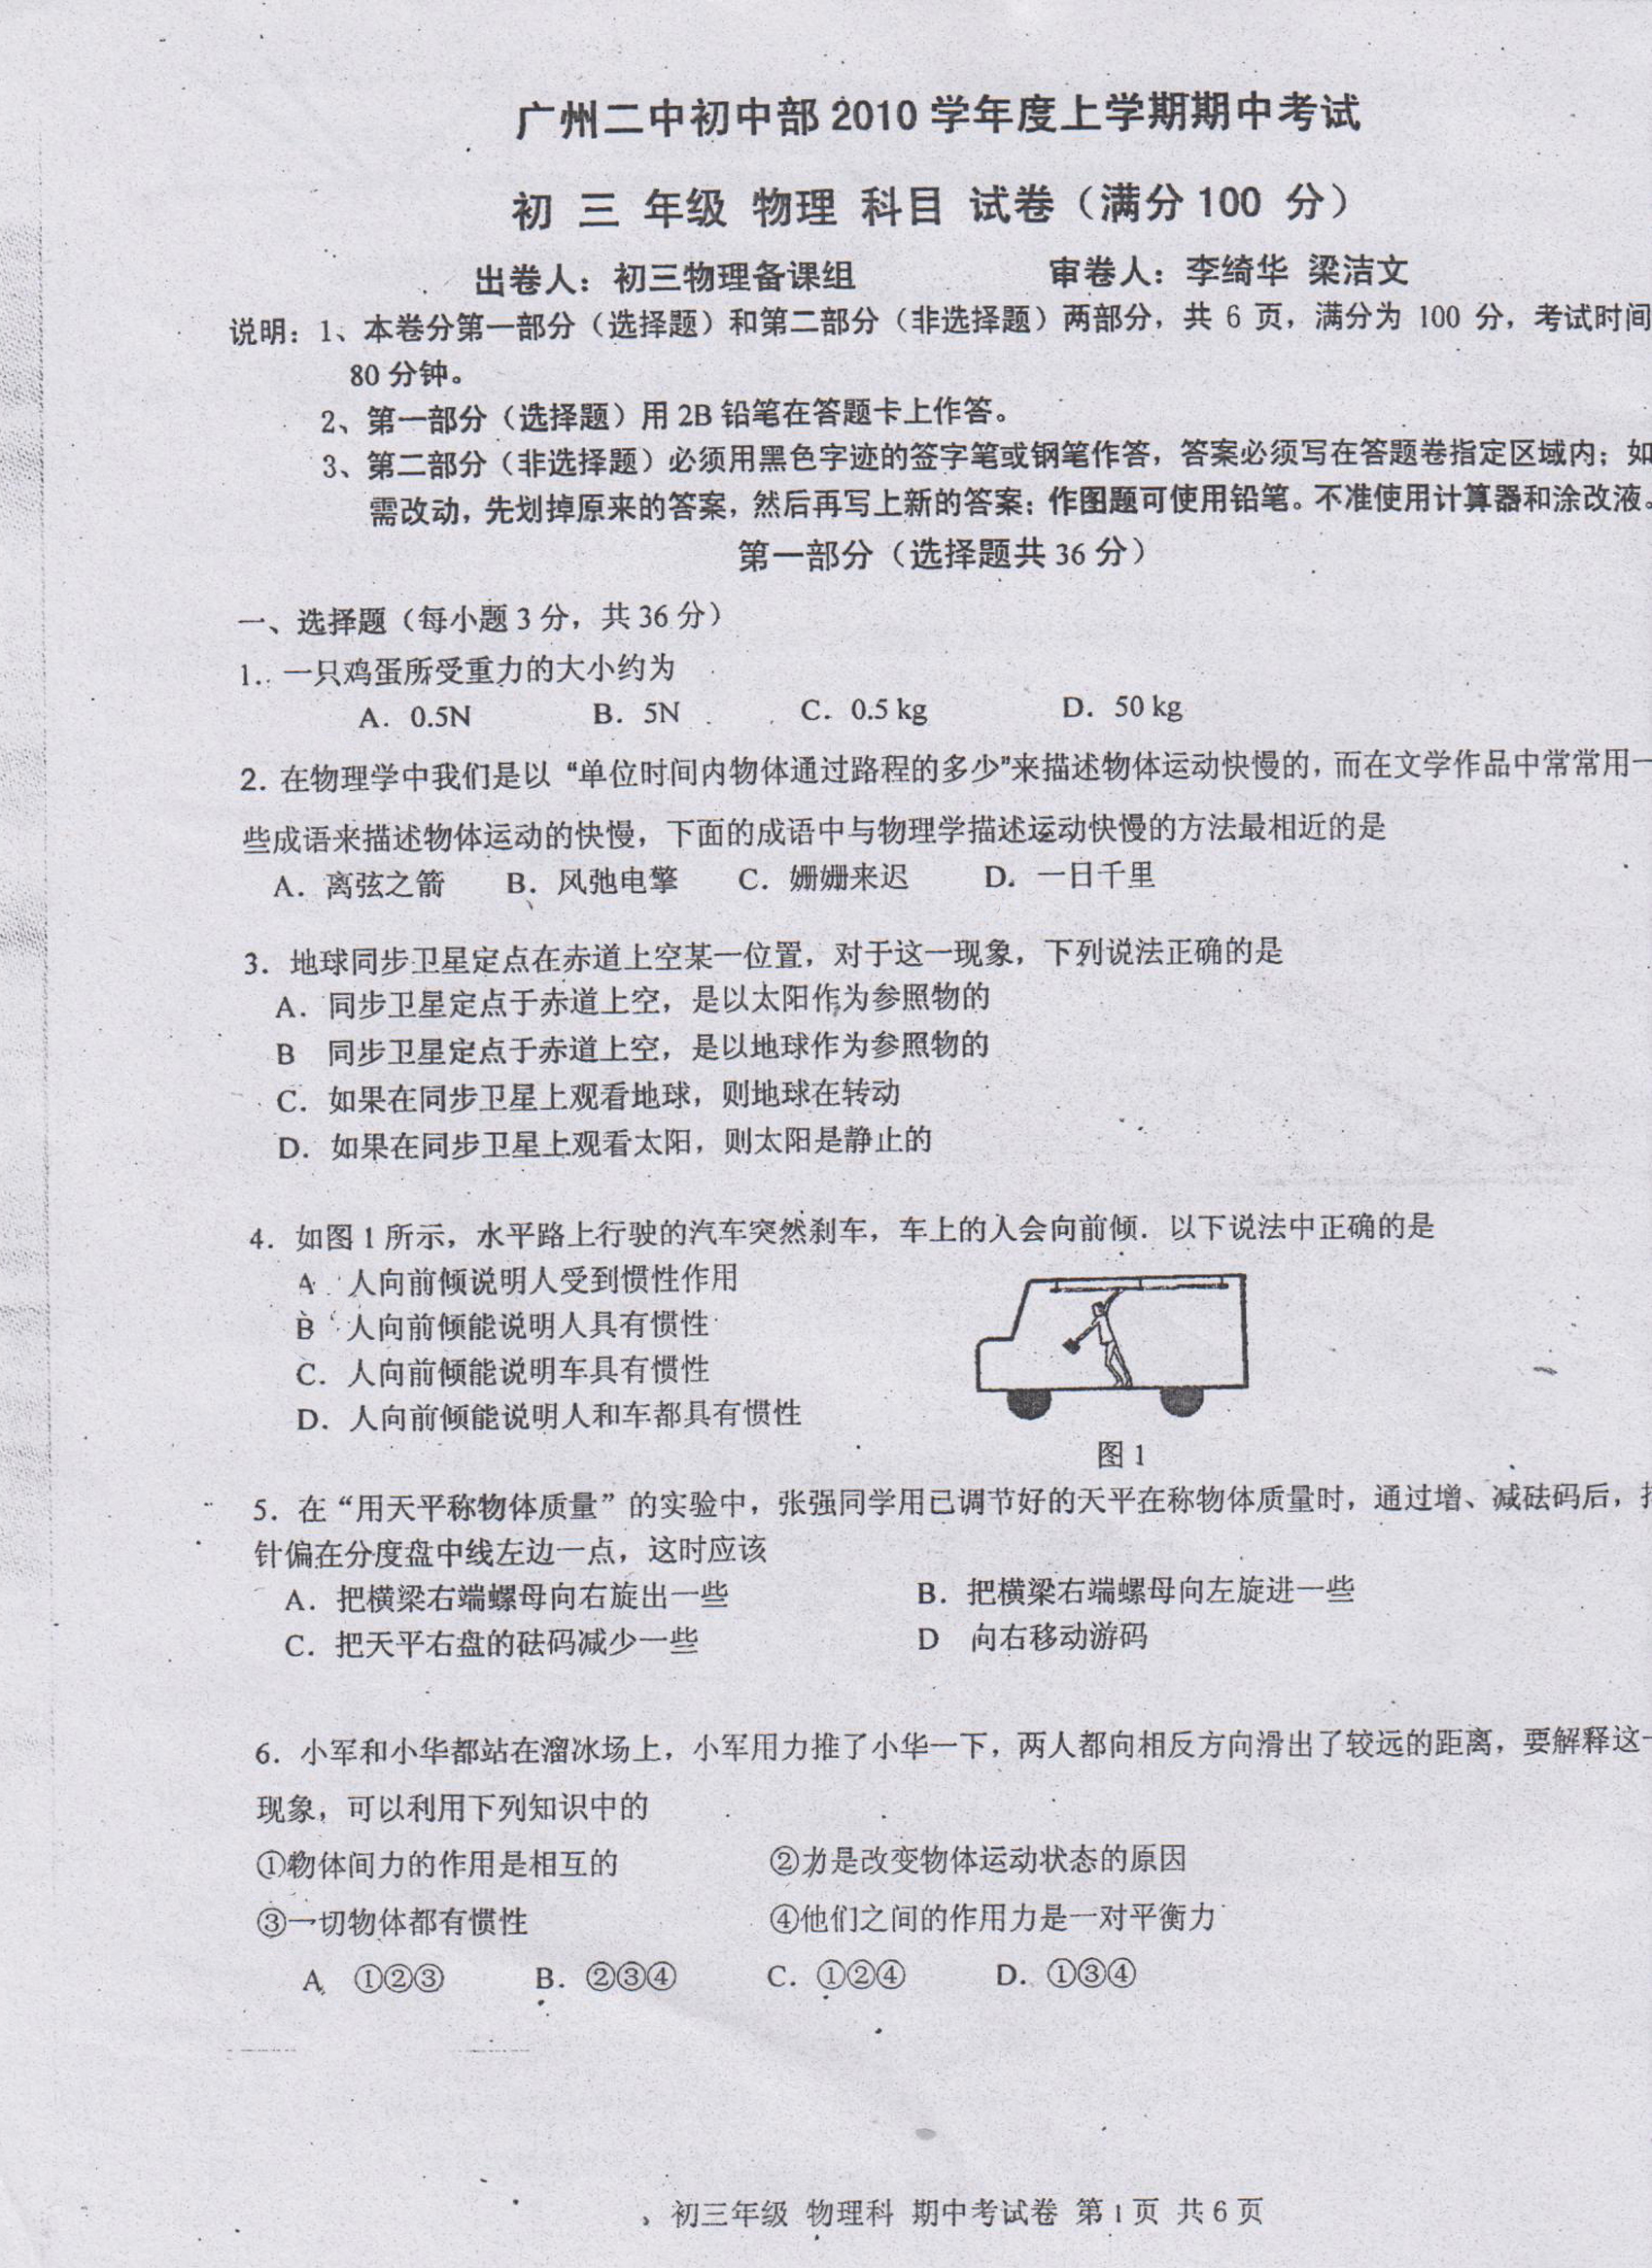 广州二中初中部 2010 学年度上学期期中考试
初 三 年级 物理 科目 试卷（满分 100 分）
出卷人：初三物理备课组 审卷人：李绮华 梁洁文
说明：1、本卷分第一部分（选择题）和第二部分（非选择题）两部分，共 6 页，满分为 100 分，考试时间
80 分钟。
2、第一部分（选择题）用 2B 铅笔在答题卡上作答。
3、第二部分（非选择题）必须用黑色字迹的签字笔或钢笔作答，答案必须写在答题卷指定区域内；如
需改动，先划掉原来的答案，然后再写上新的答案；作图题可使用铅笔。不准使用计算器和涂改液。
第一部分（选择题共 36 分）
一、选择题（每小题 3 分，共 36 分）
1. 一只鸡蛋所受重力的大小约为
A．0.5N B．5N C．0.5 kg D．50 kg
2. 在物理学中我们是以 “单位时间内物体通过路程的多少”来描述物体运动快慢的，而在文学作品中常常用一
些成语来描述物体运动的快慢，下面的成语中与物理学描述运动快慢的方法最相近的是
A．离弦之箭 B．风弛电擎 C．姗姗来迟 D．一日千里
3．地球同步卫星定点在赤道上空某一位置，对于这一现象，下列说法正确的是
A．同步卫星定点于赤道上空，是以太阳作为参照物的
B 同步卫星定点于赤道上空，是以地球作为参照物的
C．如果在同步卫星上观看地球，则地球在转动
D．如果在同步卫星上观看太阳，则太阳是静止的
4．如图 1 所示，水平路上行驶的汽车突然刹车，车上的人会向前倾．以下说法中正确的是
A 人向前倾说明人受到惯性作用
B 人向前倾能说明人具有惯性
C．人向前倾能说明车具有惯性
D．人向前倾能说明人和车都具有惯性
图 1
5．在“用天平称物体质量”的实验中，张强同学用已调节好的天平在称物体质量时，通过增、减砝码后，
针偏在分度盘中线左边一点，这时应该
A．把横梁右端螺母向右旋出一些 B．把横梁右端螺母向左旋进一些
C．把天平右盘的砝码减少一些 D 向右移动游码
6．小军和小华都站在溜冰场上，小军用力推了小华一下，两人都向相反方向滑出了较远的距离，要解释这一
现象，可以利用下列知识中的
①物体间力的作用是相互的 ②力是改变物体运动状态的原因
③一切物体都有惯性 ④他们之间的作用力是一对平衡力
A ①②③ B．②③④ C．①②④ D．①③④
初三年级 物理科 期中考试卷 第 1 页 共 6 页